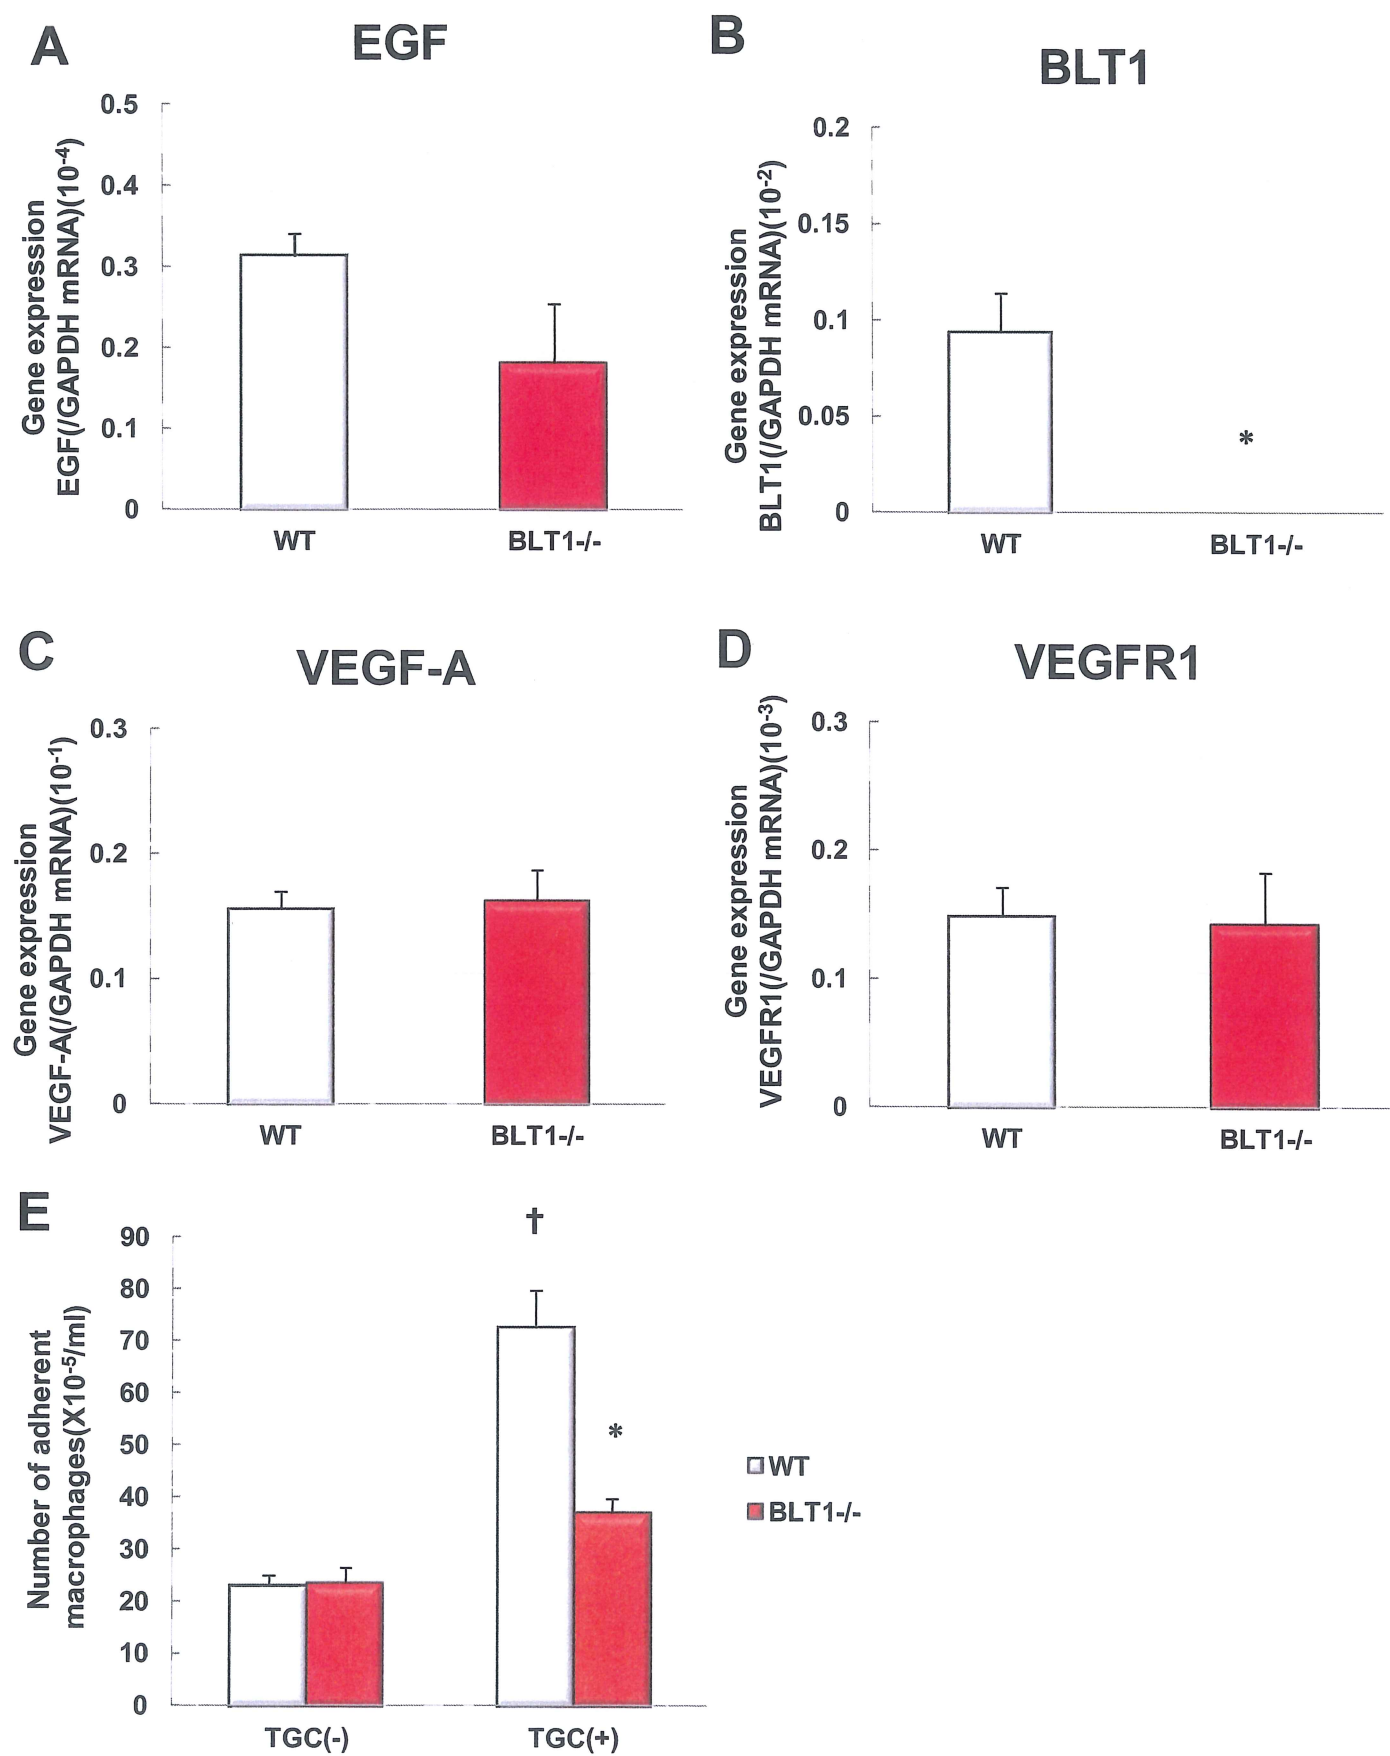 A
EGF
Gene expression
EGF(/GAPDH mRNA)(10-4)
0.5
0.4
0.3
0.2
0.1
0
WT
BLT1-/-
B
BLT1
Gene expression
BLT1(/GAPDH mRNA)(10-2)
0.2
0.15
0.1
0.05
0
*
WT
BLT1-/-
C
VEGF-A
Gene expression
VEGF-A(/GAPDH mRNA)(10-1)
0.3
0.2
0.1
0
WT
BLT1-/-
D
VEGFR1
Gene expression
VEGFR1(/GAPDH mRNA)(10-3)
0.3
0.2
0.1
0
WT
BLT1-/-
E
Number of adherent
macrophages(X10-5/ml)
90
80
70
60
50
40
30
20
10
0
†
*
TGC(-)
TGC(+)
WT
BLT1-/-